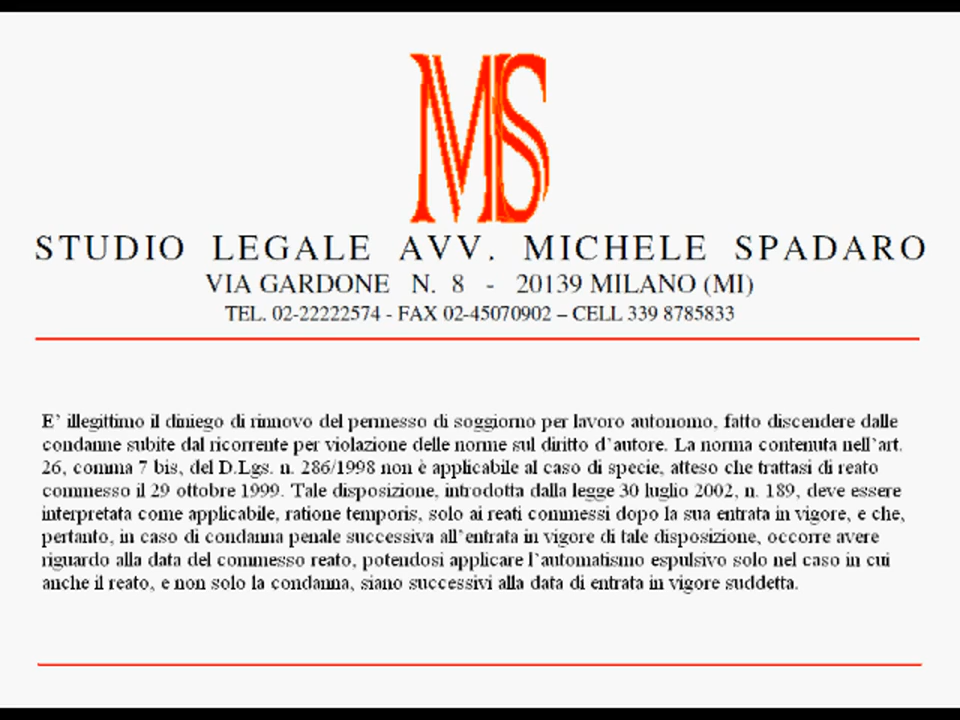 MS
STUDIO LEGALE AVV. MICHELE SPADARO
VIA GARDONE N. 8 - 20139 MILANO (MI)
TEL. 02-22222574 - FAX 02-45070902 – CELL 339 8785833
E’ illegittimo il diniego di rinnovo del permesso di soggiorno per lavoro autonomo, fatto discendere dalle
condanne subite dal ricorrente per violazione delle norme sul diritto d’autore. La norma contenuta nell’art.
26, comma 7 bis, del D.Lgs. n. 286/1998 non è applicabile al caso di specie, atteso che trattasi di reato
commesso il 29 ottobre 1999. Tale disposizione, introdotta dalla legge 30 luglio 2002, n. 189, deve essere
interpretata come applicabile, ratione temporis, solo ai reati commessi dopo la sua entrata in vigore, e che,
pertanto, in caso di condanna penale successiva all’entrata in vigore di tale disposizione, occorre avere
riguardo alla data del commesso reato, potendosi applicare l’automatismo espulsivo solo nel caso in cui
anche il reato, e non solo la condanna, siano successivi alla data di entrata in vigore suddetta.